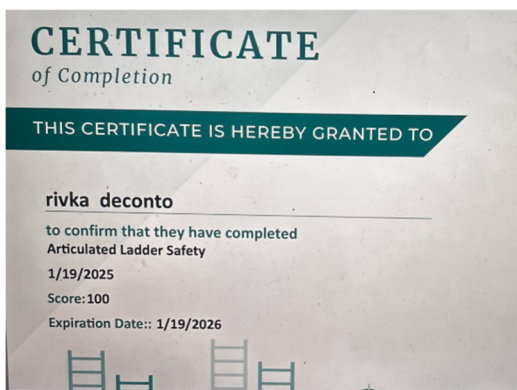 CERTIFICATE
of Completion
THIS CERTIFICATE IS HEREBY GRANTED TO
rivka deconto
to confirm that they have completed
Articulated Ladder Safety
1/19/2025
Score:100
Expiration Date:: 1/19/2026